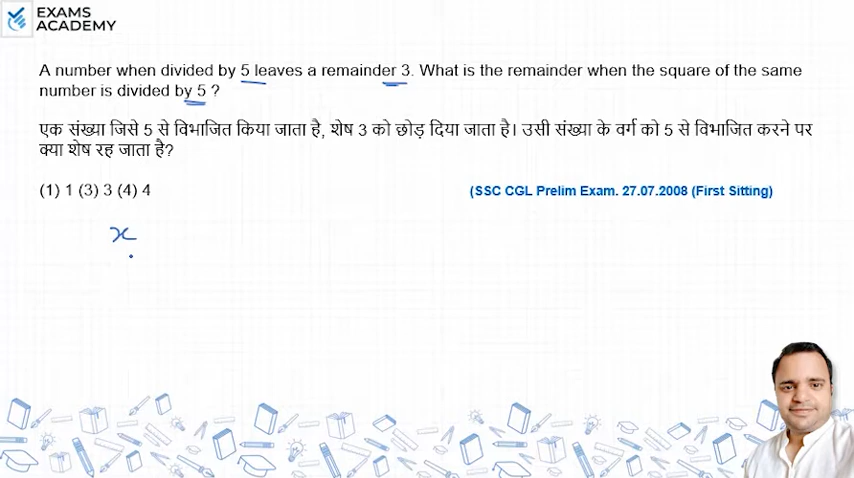 EXAMS
ACADEMY
A number when divided by 5 leaves a remainder 3. What is the remainder when the square of the same
number is divided by 5 ?
एक संख्या जिसे 5 से विभाजित किया जाता है, शेष 3 को छोड़ दिया जाता है। उसी संख्या के वर्ग को 5 से विभाजित करने पर
क्या शेष रह जाता है?
(1) 1 (3) 3 (4) 4
(SSC CGL Prelim Exam. 27.07.2008 (First Sitting)
x